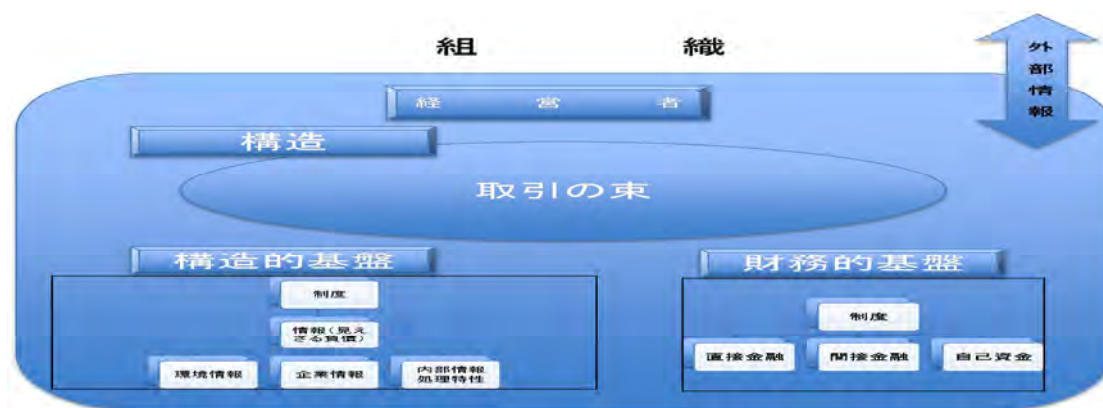 組 織
外部情報
経 営 者
構造
取引の束
構造的基盤
財務的基盤
制度
情報(見え
ざる負債)
環境情報
企業情報
内部情報
処理特性
制度
直接金融
間接金融
自己資金